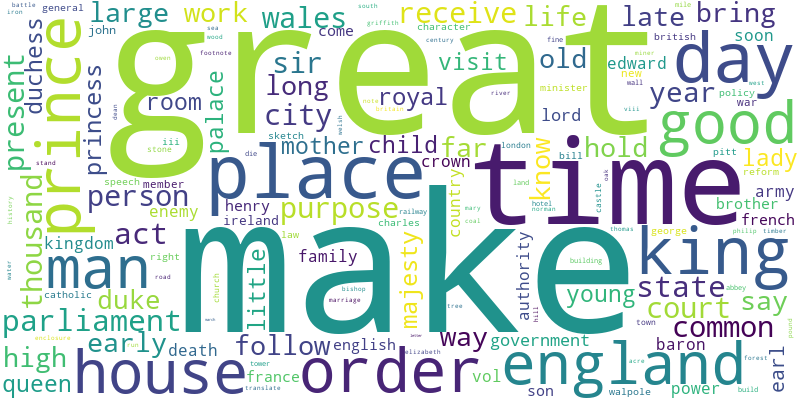 battle
iron
general
large
john
work
wales
sea
wood
footnote
south
griffith
come
receive
character
century
life
fine
late
british
bring
mile
soon
great
prince
duchess
present
princess
room
palace
sir
long
city
visit
royal
old
lord
edward
new
wall
minister
year
policy
war
west
day
owen
dean
iii
stone
sketch
mother
child
far
hold
london
bill
pitt
good
miner
river
note
britain
welsh
viii
die
crown
know
lady
reform
oak
castle
place
time
speech
member
person
stand
thousand
enemy
henry
ireland
purpose
country
mary
coal
railway
land
hotel
norman
army
brother
french
history
act
law
charles
thomas
george
philip
timber
kingdom
right
family
majesty
authority
building
king
man
make
catholic
road
church
little
bishop
marriage
tree
hill
abbey
water
duke
young
state
court
say
parliament
town
common
pound
enclosure
early
run
death
follow
english
elizabeth
way
government
baron
high
house
tower
order
england
acre
forest
earl
queen
france
translate
vol
son
walpole
power
build